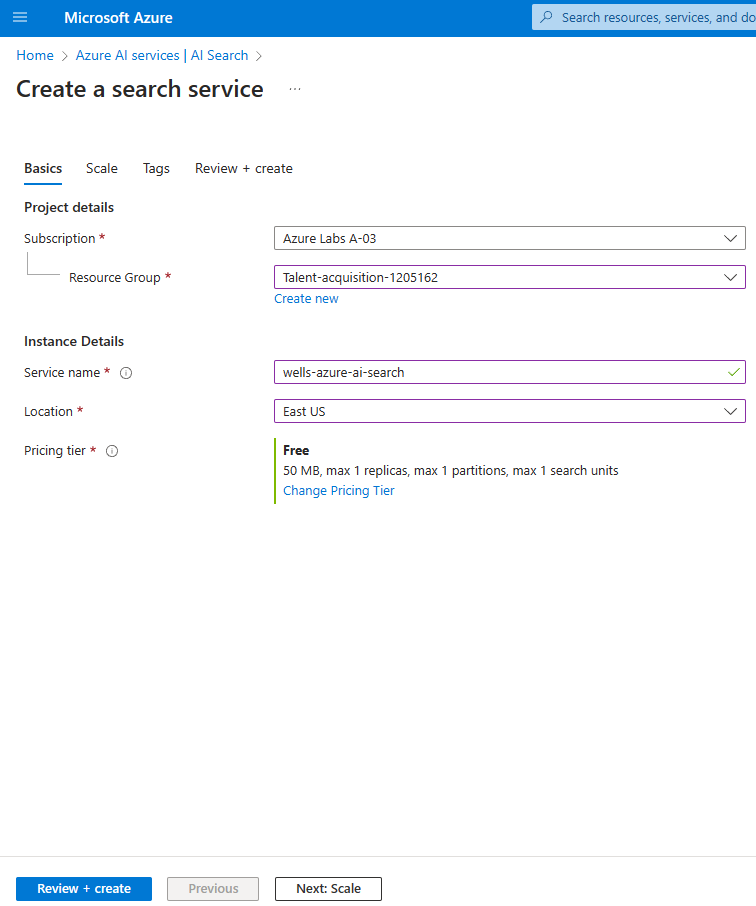 Microsoft Azure
Search resources, services, and do
Home > Azure AI services | AI Search >
Create a search service ...
Basics Scale Tags Review + create
Project details
Subscription * Azure Labs A-03
Resource Group * Talent-acquisition-1205162
Create new
Instance Details
Service name * wells-azure-ai-search
Location * East US
Pricing tier * Free
50 MB, max 1 replicas, max 1 partitions, max 1 search units
Change Pricing Tier
Review + create Previous Next: Scale